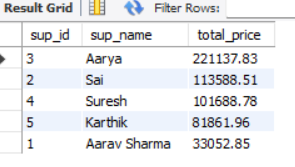 Result Grid Filter Rows:
sup_id sup_name total_price
3 Aarya 221137.83
2 Sai 113588.51
4 Suresh 101688.78
5 Karthik 81861.96
1 Aarav Sharma 33052.85